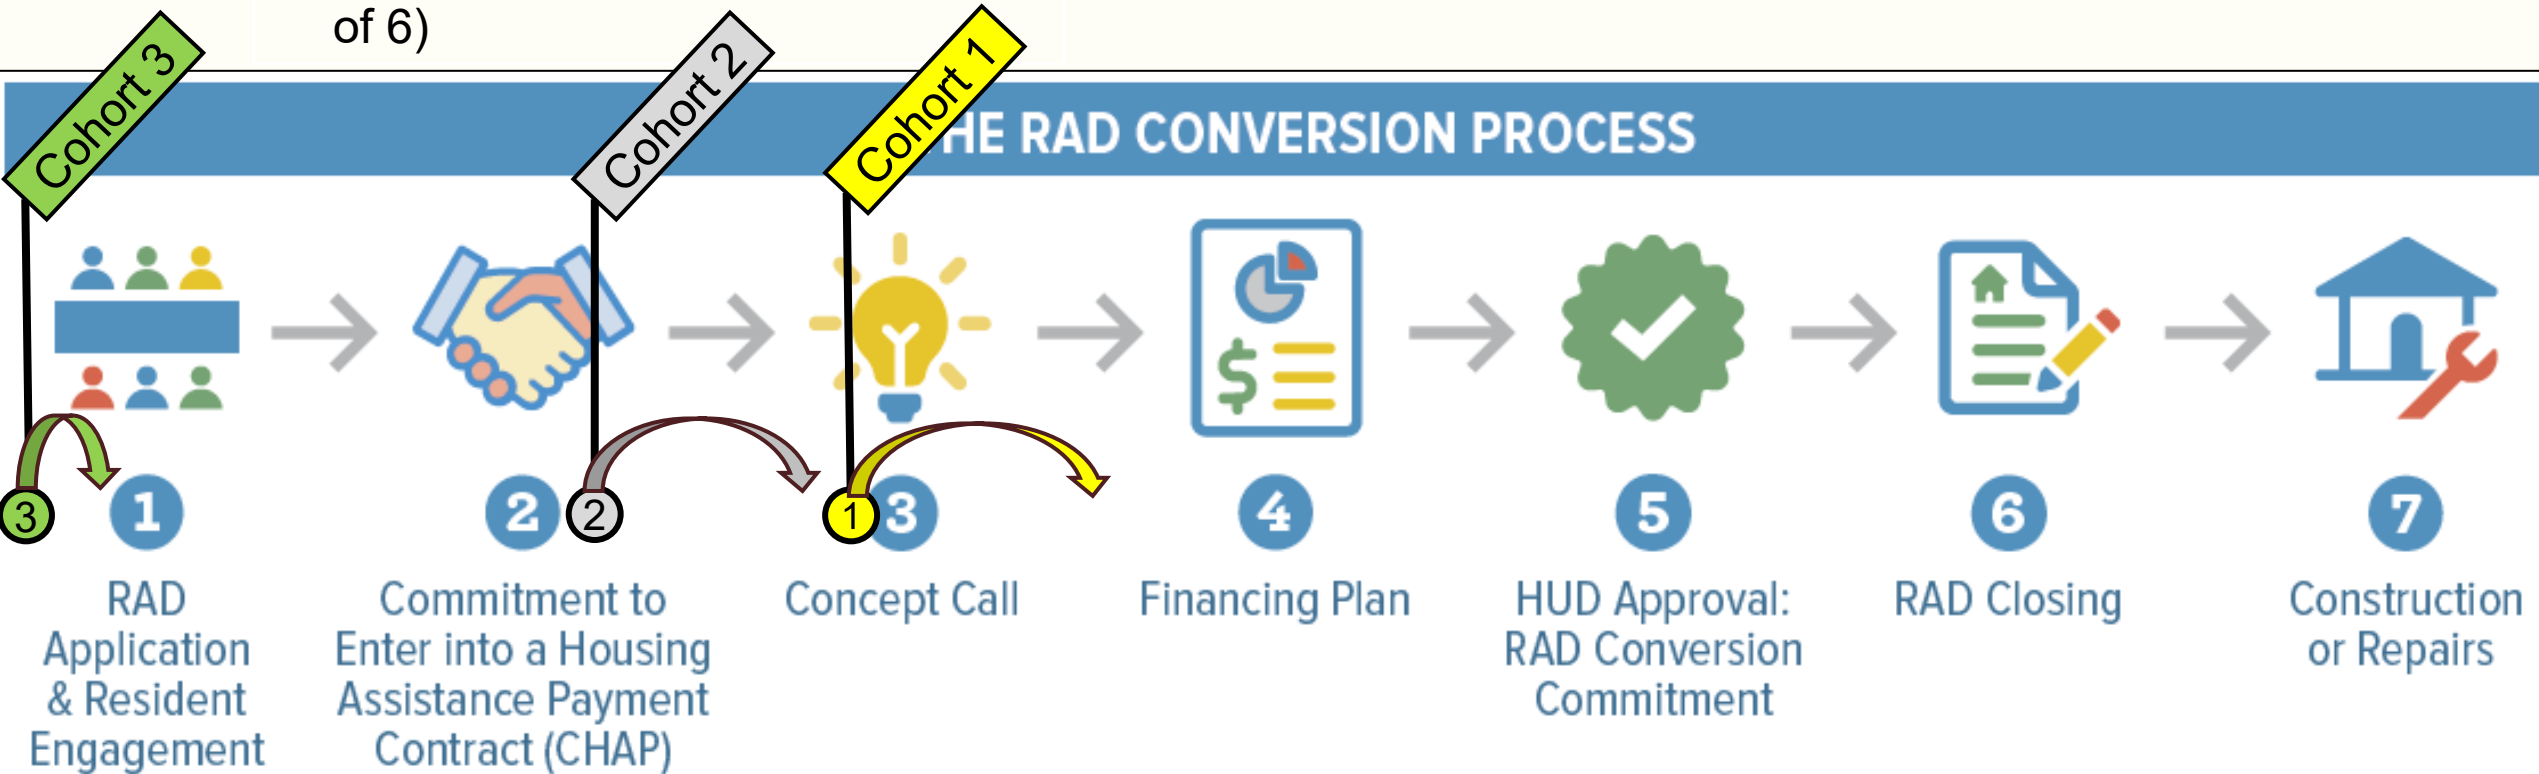 of 6)
Cohort 3
Cohort 2
Cohort 1
HE RAD CONVERSION PROCESS
3
1
2
2
1
3
4
5
6
7
RAD
Application
& Resident
Engagement
Commitment to
Enter into a Housing
Assistance Payment
Contract (CHAP)
Concept Call
Financing Plan
HUD Approval:
RAD Conversion
Commitment
RAD Closing
Construction
or Repairs
$